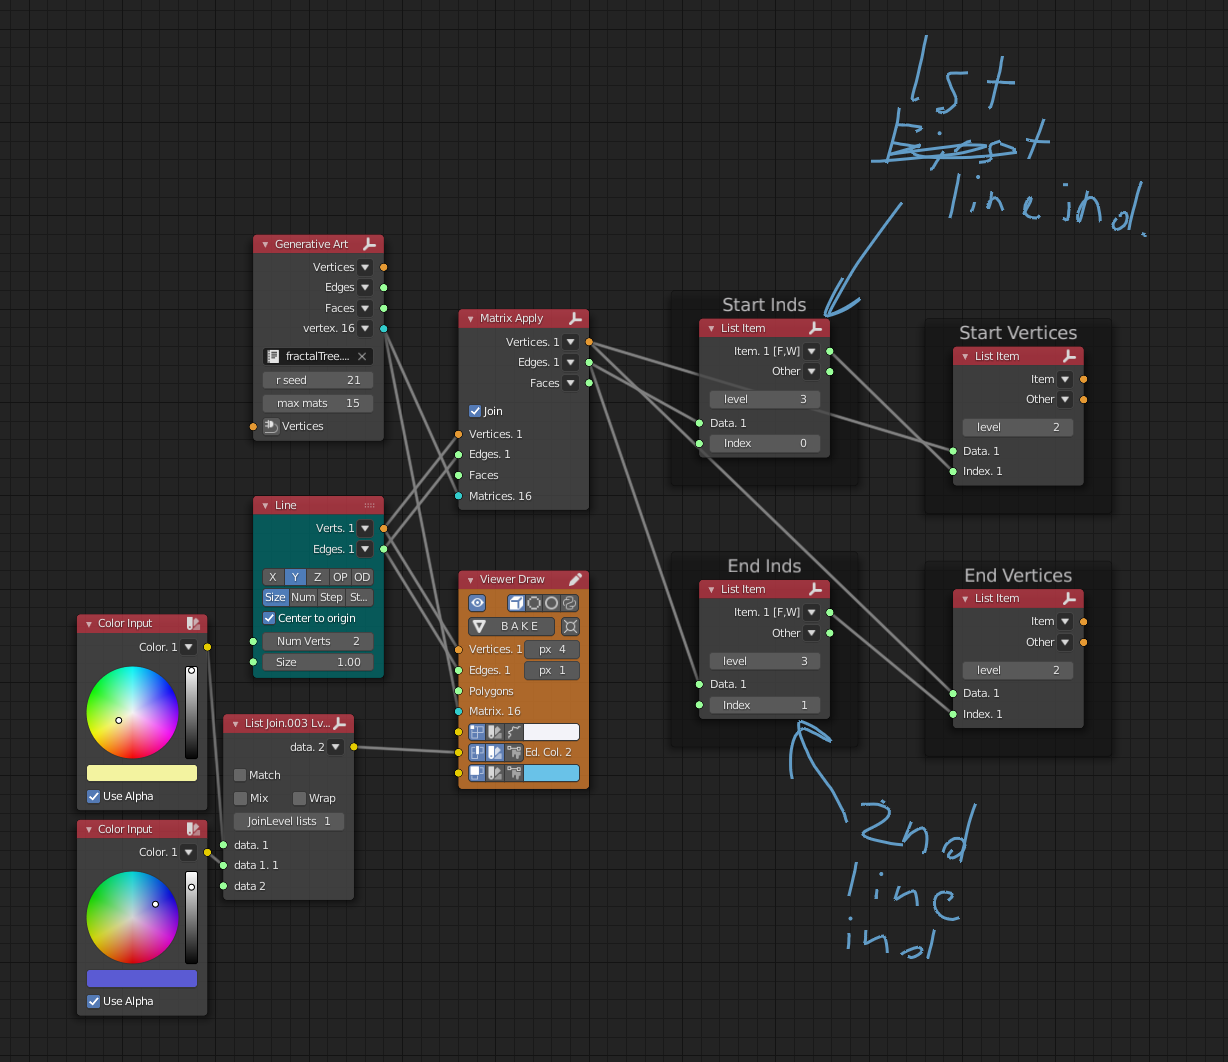 1st
First
line ind.
Generative Art
Vertices
Edges
Faces
vertex. 16
fractalTree....
r seed 21
max mats 15
Vertices
Matrix Apply
Vertices. 1
Edges. 1
Faces
Join
Vertices. 1
Edges. 1
Faces
Matrices. 16
Start Inds
List Item
Item. 1 [F,W]
Other
level 3
Data. 1
Index 0
Start Vertices
List Item
Item
Other
level 2
Data. 1
Index. 1
Line
Verts. 1
Edges. 1
X Y Z OP OD
Size Num Step St...
Center to origin
Num Verts 2
Size 1.00
Viewer Draw
BAKE
Vertices. 1 px 4
Edges. 1 px 1
Polygons
Matrix. 16
Ed. Col. 2
End Inds
List Item
Item. 1 [F,W]
Other
level 3
Data. 1
Index 1
End Vertices
List Item
Item
Other
level 2
Data. 1
Index. 1
Color Input
Color. 1
Use Alpha
List Join.003 Lv...
data. 2
Match
Mix Wrap
JoinLevel lists 1
data. 1
data 1. 1
data 2
Color Input
Color. 1
Use Alpha
2nd
line
ind